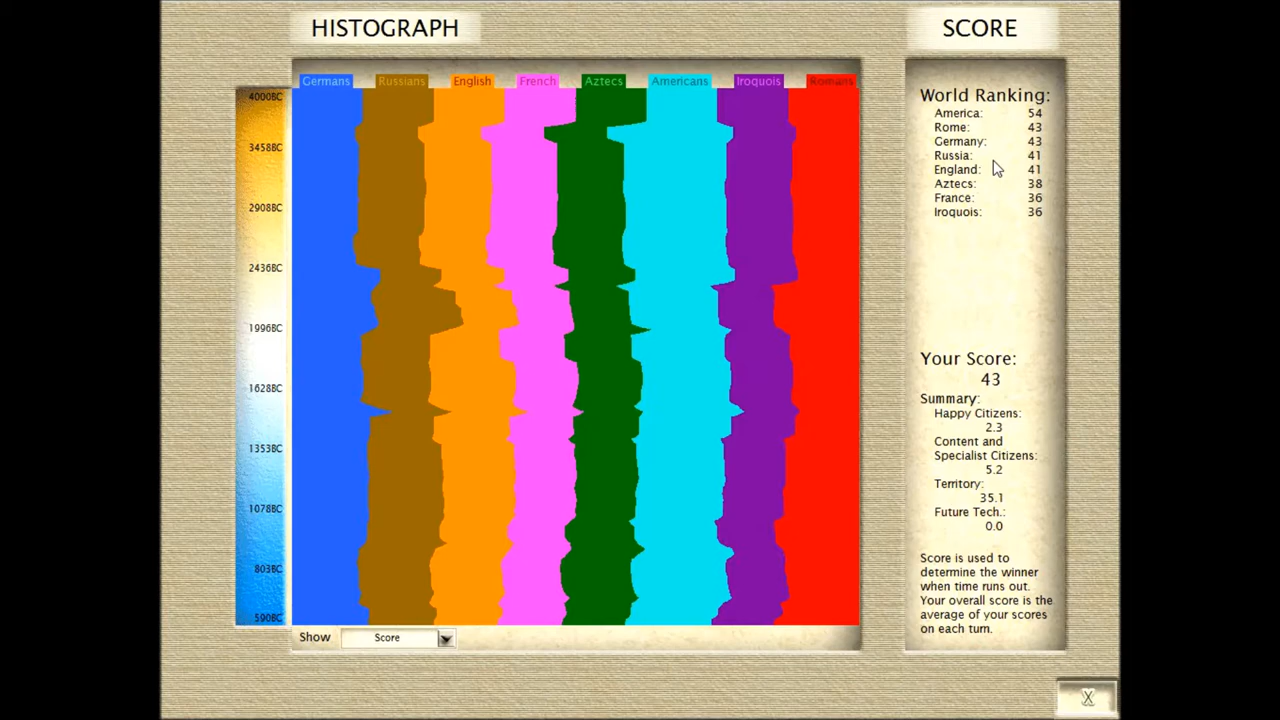 HISTOGRAPH
SCORE
Germans Russians English French Aztecs Americans Iroquois Romans
4000BC
3458BC
2908BC
2436BC
1996BC
1628BC
1353BC
1078BC
803BC
590BC
Show Score
World Ranking:
America: 54
Rome: 43
Germany: 43
Russia: 41
England: 41
Aztecs: 38
France: 36
Iroquois: 36
Your Score:
43
Summary:
Happy Citizens:
2.3
Content and
Specialist Citizens:
5.2
Territory:
35.1
Future Tech.:
0.0
Score is used to
determine the winner
when time runs out.
Your overall score is the
average of your scores
on each turn.
X